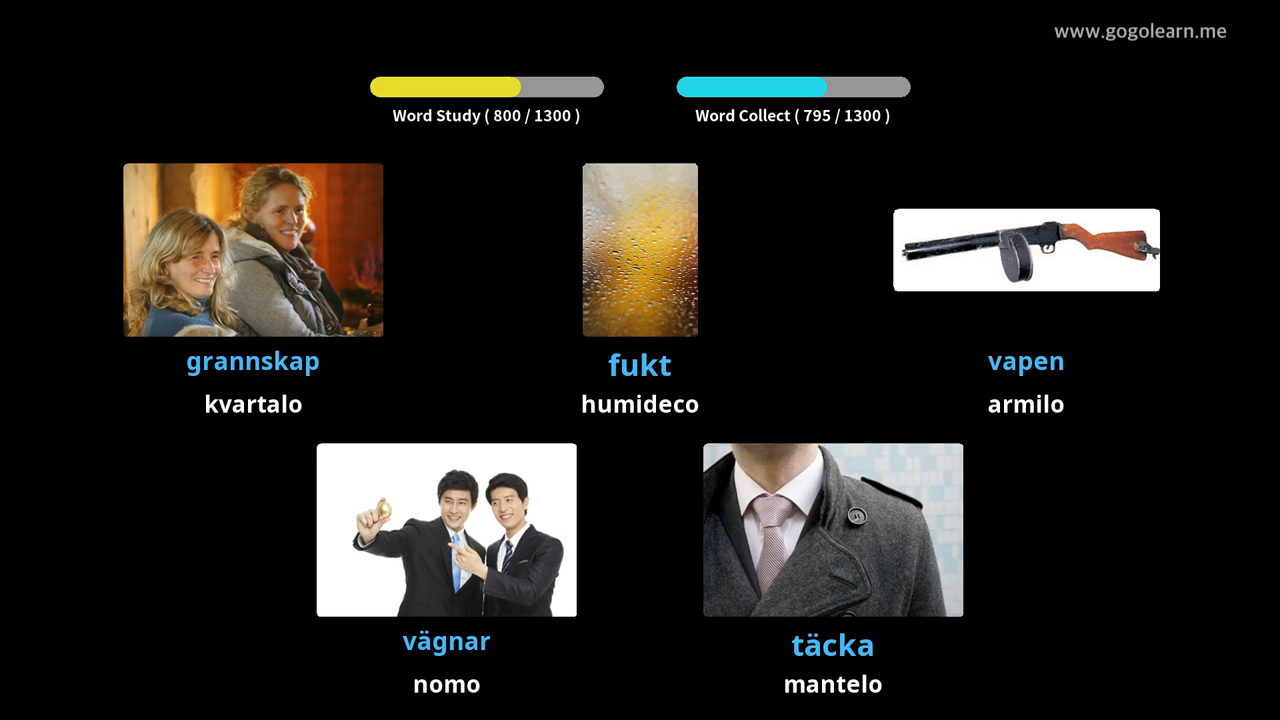 www.gogolearn.me
Word Study ( 800 / 1300 )
Word Collect ( 795 / 1300 )
grannskap
kvartalo
fukt
humideco
vapen
armilo
vägnar
nomo
täcka
mantelo